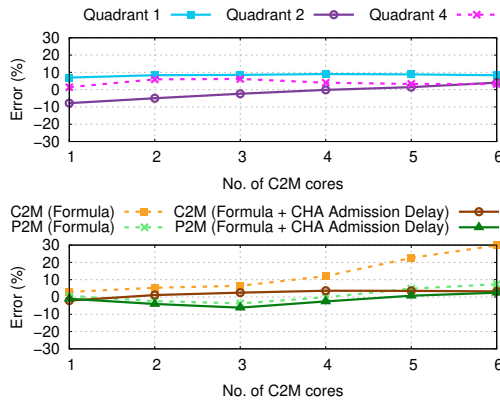 Quadrant 1 Quadrant 2 Quadrant 4
30
20
10
0
−10
−20
−30
Error (%)
1 2 3 4 5 6
No. of C2M cores
C2M (Formula) C2M (Formula + CHA Admission Delay)
P2M (Formula) P2M (Formula + CHA Admission Delay)
30
20
10
0
−10
−20
−30
Error (%)
1 2 3 4 5 6
No. of C2M cores